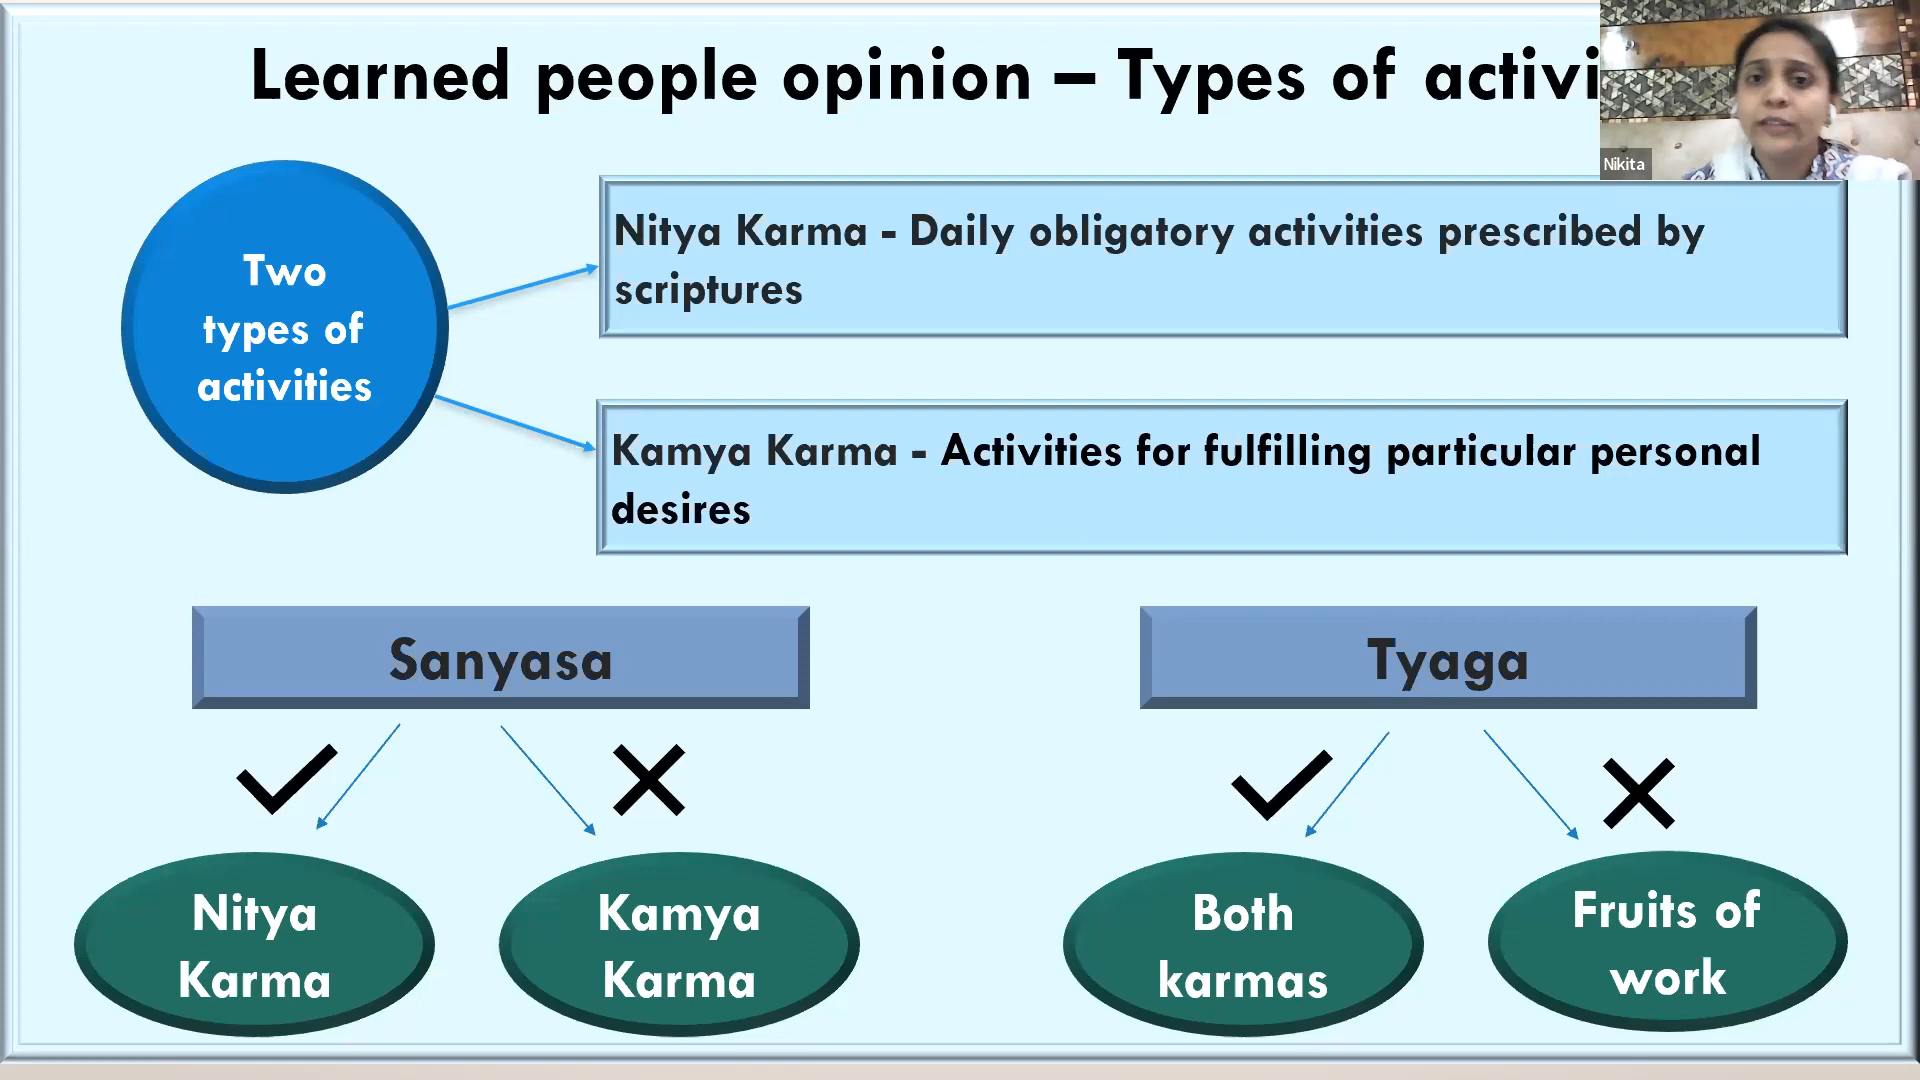 Learned people opinion – Types of activi
Nikita
Two
types of
activities
Nitya Karma - Daily obligatory activities prescribed by
scriptures
Kamya Karma - Activities for fulfilling particular personal
desires
Sanyasa
Tyaga
Nitya
Karma
Kamya
Karma
Both
karmas
Fruits of
work